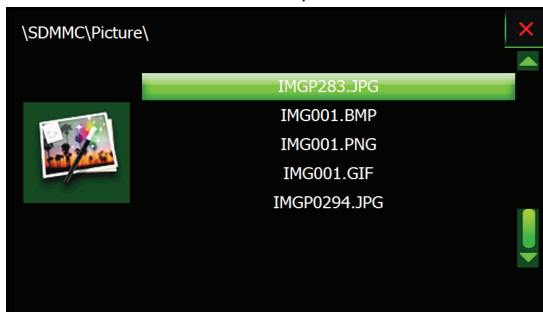 \SDMMC\Picture\
IMGP283.JPG
IMG001.BMP
IMG001.PNG
IMG001.GIF
IMGP0294.JPG